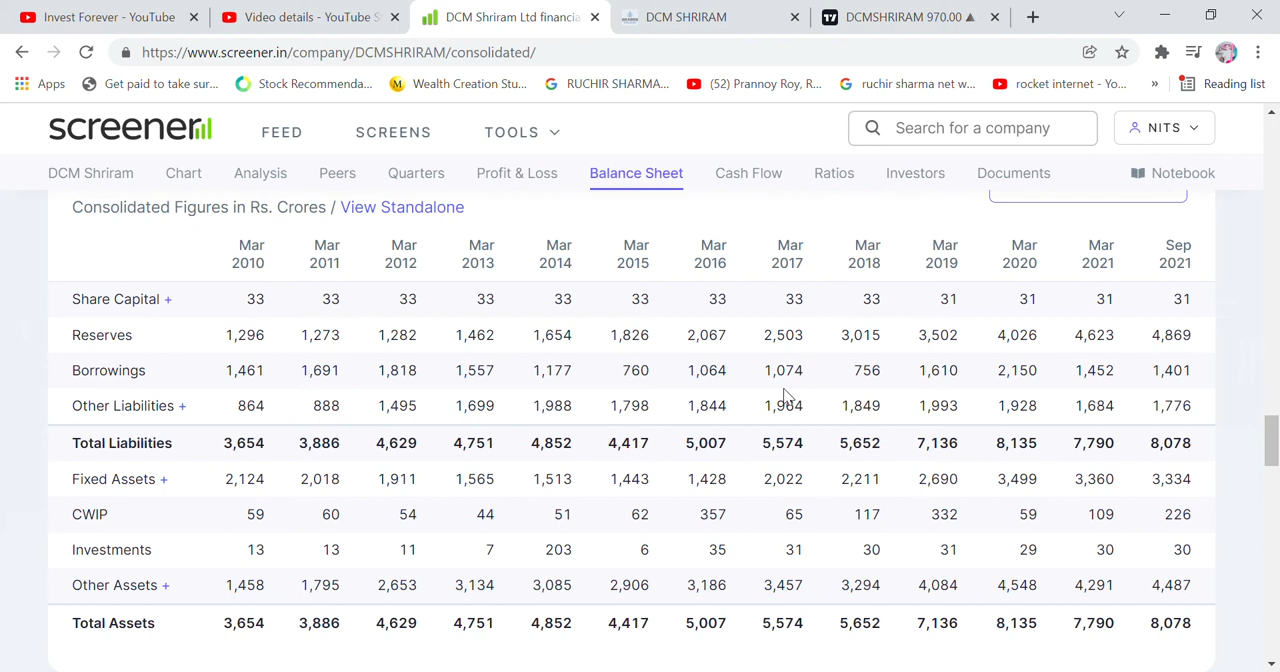 Invest Forever - YouTube
Video details - YouTube S
DCM Shriram Ltd financia
DCM SHRIRAM
DCMSHRIRAM 970.00 ▲
https://www.screener.in/company/DCMSHRIRAM/consolidated/
Apps Get paid to take sur... Stock Recommenda... Wealth Creation Stu... RUCHIR SHARMA... (52) Prannoy Roy, R... ruchir sharma net w... rocket internet - Yo... » Reading list
screener FEED SCREENS TOOLS Search for a company NITS
DCM Shriram Chart Analysis Peers Quarters Profit & Loss Balance Sheet Cash Flow Ratios Investors Documents Notebook
Consolidated Figures in Rs. Crores / View Standalone
Mar Mar Mar Mar Mar Mar Mar Mar Mar Mar Mar Mar Sep
2010 2011 2012 2013 2014 2015 2016 2017 2018 2019 2020 2021 2021
Share Capital + 33 33 33 33 33 33 33 33 33 31 31 31 31
Reserves 1,296 1,273 1,282 1,462 1,654 1,826 2,067 2,503 3,015 3,502 4,026 4,623 4,869
Borrowings 1,461 1,691 1,818 1,557 1,177 760 1,064 1,074 756 1,610 2,150 1,452 1,401
Other Liabilities + 864 888 1,495 1,699 1,988 1,798 1,844 1,964 1,849 1,993 1,928 1,684 1,776
Total Liabilities 3,654 3,886 4,629 4,751 4,852 4,417 5,007 5,574 5,652 7,136 8,135 7,790 8,078
Fixed Assets + 2,124 2,018 1,911 1,565 1,513 1,443 1,428 2,022 2,211 2,690 3,499 3,360 3,334
CWIP 59 60 54 44 51 62 357 65 117 332 59 109 226
Investments 13 13 11 7 203 6 35 31 30 31 29 30 30
Other Assets + 1,458 1,795 2,653 3,134 3,085 2,906 3,186 3,457 3,294 4,084 4,548 4,291 4,487
Total Assets 3,654 3,886 4,629 4,751 4,852 4,417 5,007 5,574 5,652 7,136 8,135 7,790 8,078